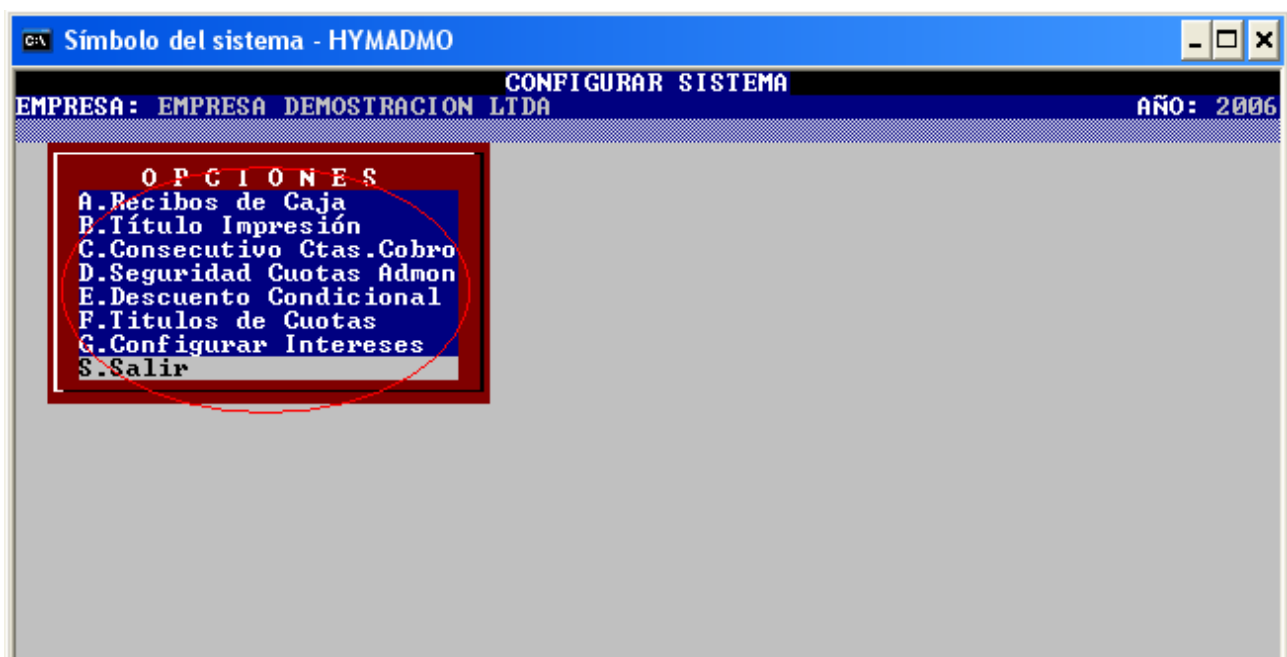 Símbolo del sistema - HYMADMO
CONFIGURAR SISTEMA
EMPRESA: EMPRESA DEMOSTRACION LTDA AÑO: 2006
O P C I O N E S
A.Recibos de Caja
B.Título Impresión
C.Consecutivo Ctas.Cobro
D.Seguridad Cuotas Admon
E.Descuento Condicional
F.Titulos de Cuotas
G.Configurar Intereses
S.Salir